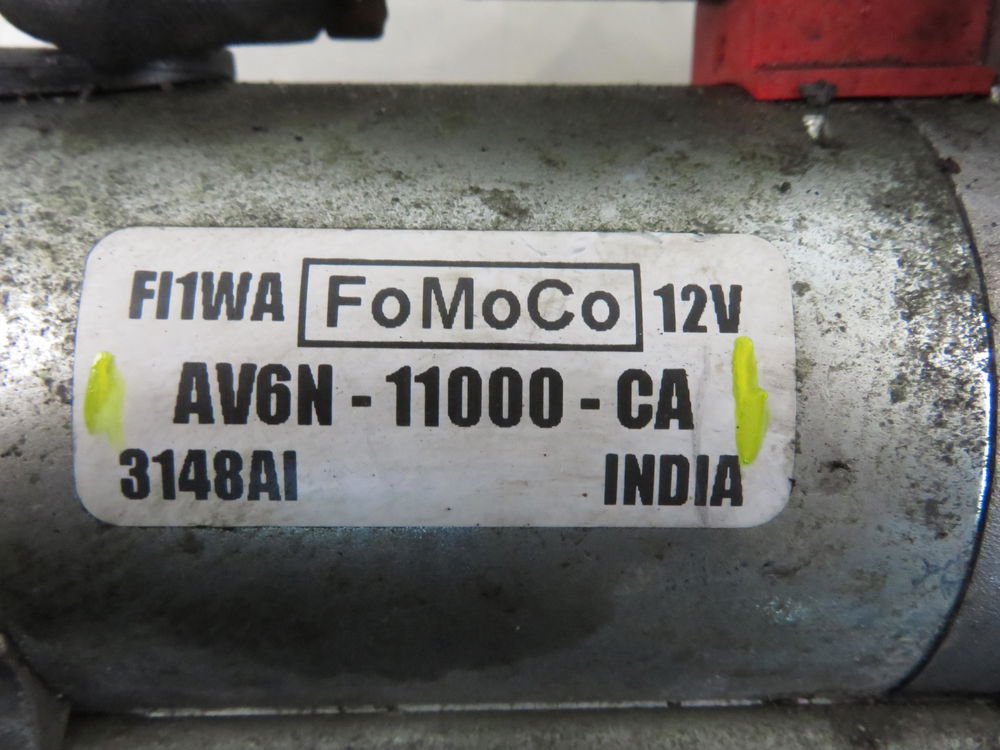 FI1WA FoMoCo 12V
AV6N - 11000 - CA
3148AI INDIA